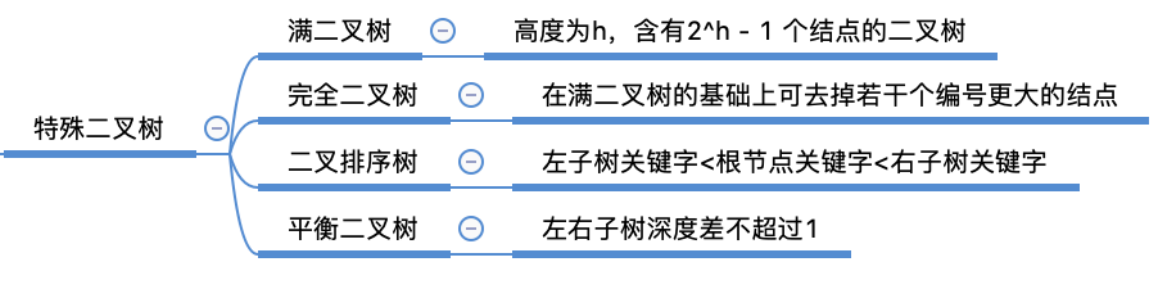 特殊二叉树
满二叉树
高度为h，含有2^h - 1 个结点的二叉树
完全二叉树
在满二叉树的基础上可去掉若干个编号更大的结点
二叉排序树
左子树关键字<根节点关键字<右子树关键字
平衡二叉树
左右子树深度差不超过1